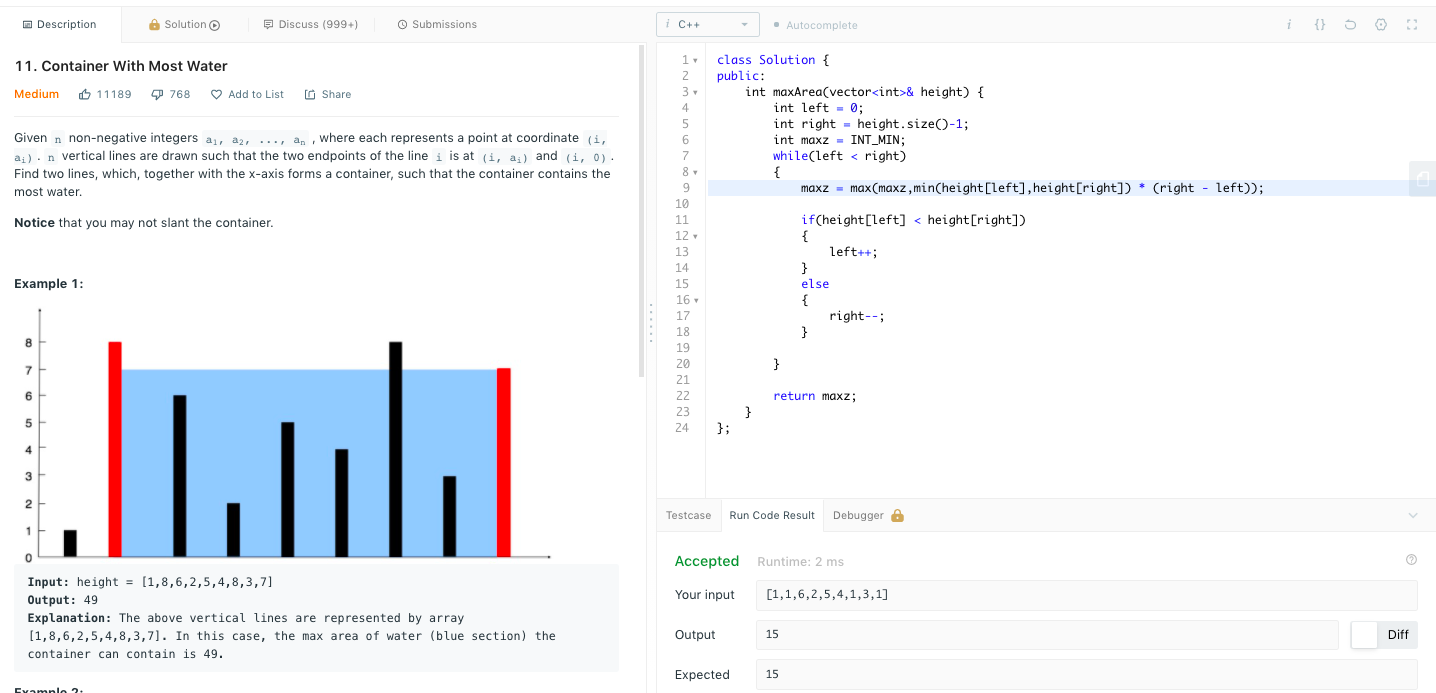 Description
Solution
Discuss (999+)
Submissions
11. Container With Most Water
Medium 11189 768 Add to List Share
Given n non-negative integers a₁, a₂, ..., aₙ , where each represents a point at coordinate (i,
aᵢ) . n vertical lines are drawn such that the two endpoints of the line i is at (i, aᵢ) and (i, 0) .
Find two lines, which, together with the x-axis forms a container, such that the container contains the
most water.
Notice that you may not slant the container.
Example 1:
8
7
6
5
4
3
2
1
0
Input: height = [1,8,6,2,5,4,8,3,7]
Output: 49
Explanation: The above vertical lines are represented by array
[1,8,6,2,5,4,8,3,7]. In this case, the max area of water (blue section) the
container can contain is 49.
Example 2:
i C++
Autocomplete
i {}
1 class Solution {
2 public:
3 int maxArea(vector<int>& height) {
4 int left = 0;
5 int right = height.size()-1;
6 int maxz = INT_MIN;
7 while(left < right)
8 {
9 maxz = max(maxz,min(height[left],height[right]) * (right - left));
10
11 if(height[left] < height[right])
12 {
13 left++;
14 }
15 else
16 {
17 right--;
18 }
19
20 }
21
22 return maxz;
23 }
24 };
Testcase
Run Code Result
Debugger
Accepted Runtime: 2 ms
Your input [1,1,6,2,5,4,1,3,1]
Output 15 Diff
Expected 15